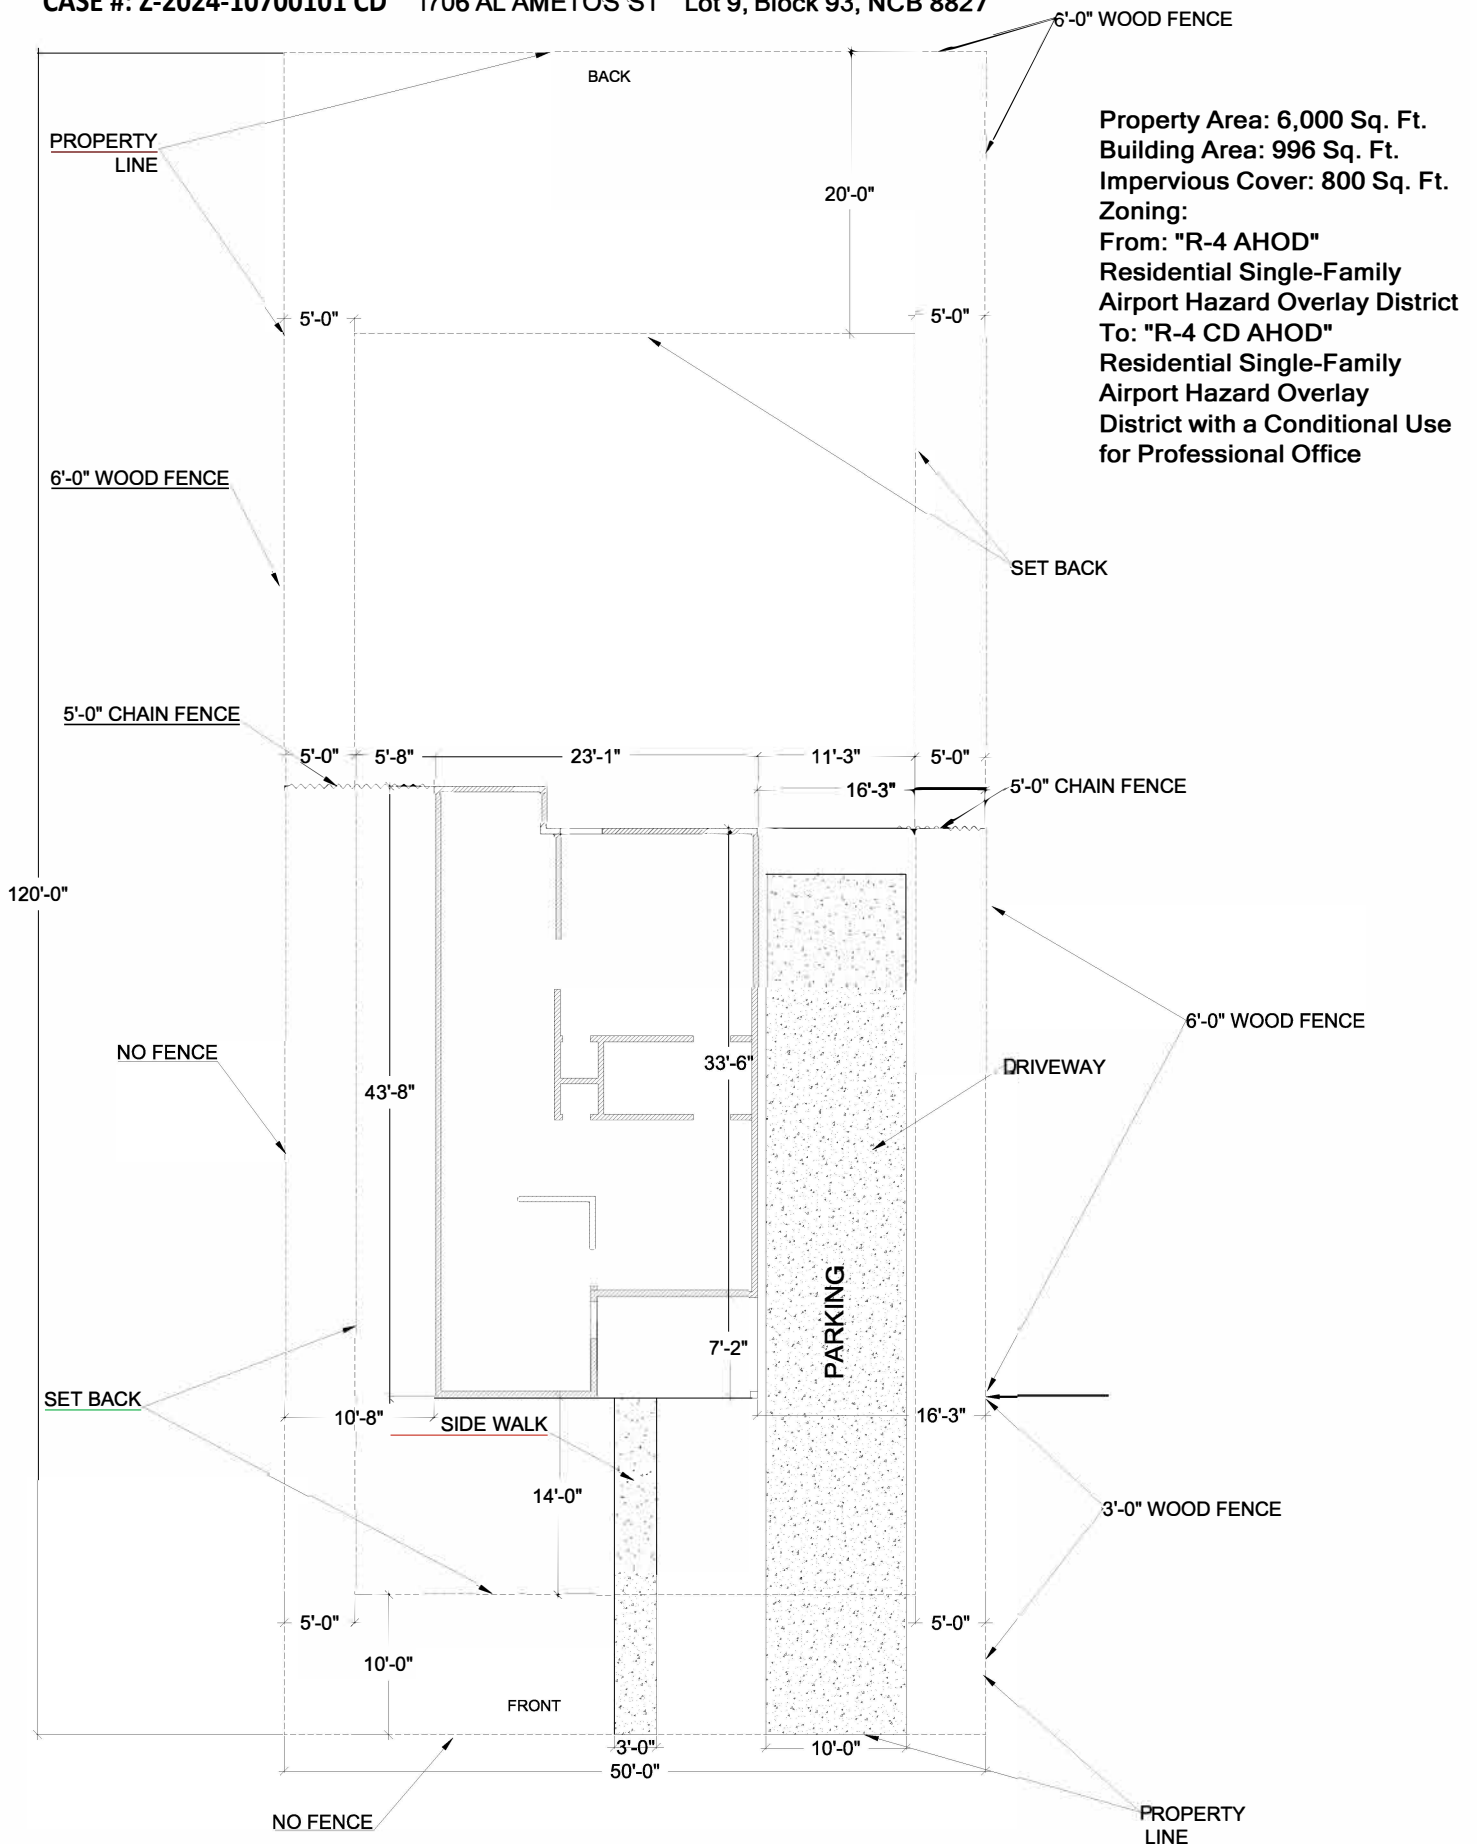 CASE #: Z-2024-10700101 CD 1706 ALAMETOS ST Lot 9, Block 93, NCB 8827
6'-0" WOOD FENCE
BACK
Property Area: 6,000 Sq. Ft.
Building Area: 996 Sq. Ft.
Impervious Cover: 800 Sq. Ft.
Zoning:
From: "R-4 AHOD"
Residential Single-Family
Airport Hazard Overlay District
To: "R-4 CD AHOD"
Residential Single-Family
Airport Hazard Overlay
District with a Conditional Use
for Professional Office
PROPERTY
LINE
20'-0"
5'-0"
5'-0"
6'-0" WOOD FENCE
SET BACK
5'-0" CHAIN FENCE
5'-0"
5'-8"
23'-1"
11'-3"
5'-0"
16'-3"
5'-0" CHAIN FENCE
120'-0"
6'-0" WOOD FENCE
NO FENCE
33'-6"
DRIVEWAY
43'-8"
PARKING
7'-2"
SET BACK
10'-8"
SIDE WALK
16'-3"
14'-0"
3'-0" WOOD FENCE
5'-0"
5'-0"
10'-0"
FRONT
3'-0"
10'-0"
50'-0"
NO FENCE
PROPERTY
LINE